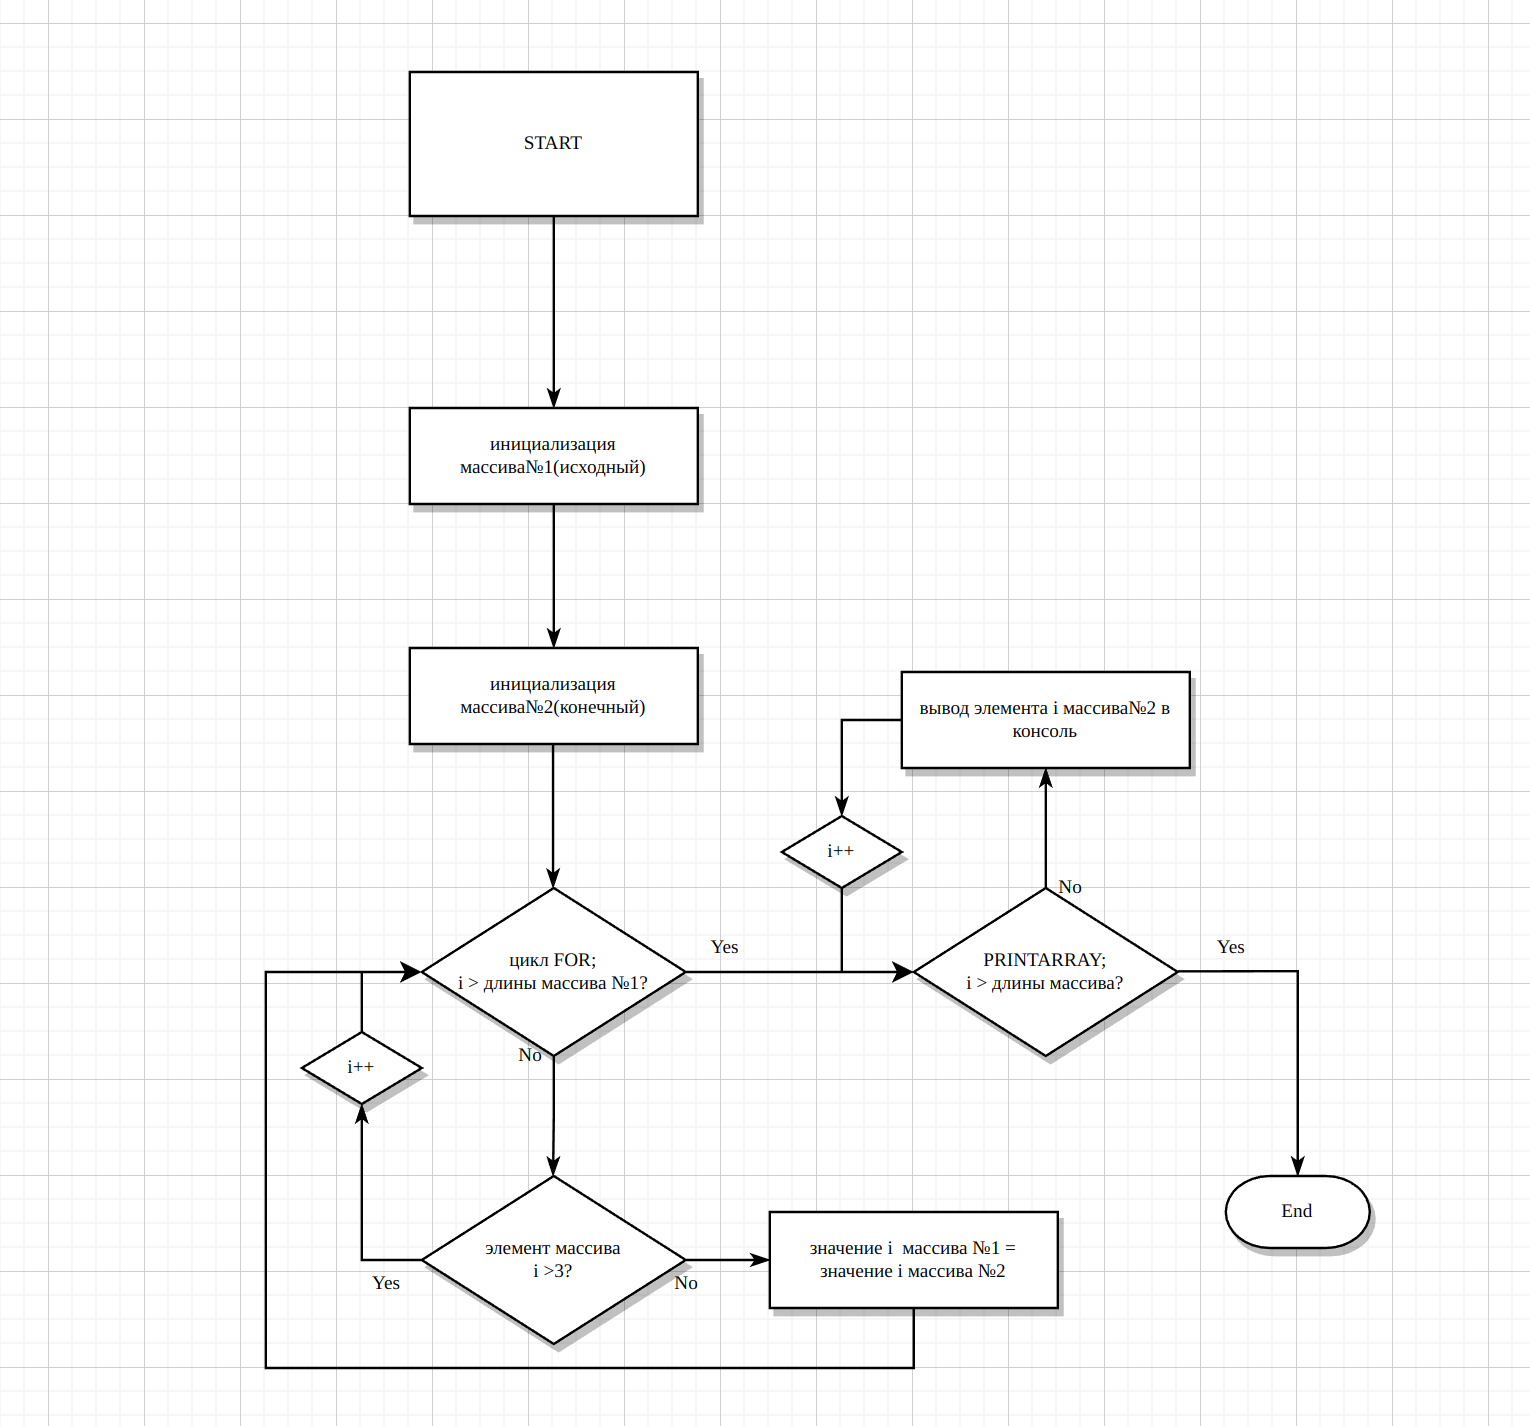 START
инициализация
массива№1(исходный)
инициализация
массива№2(конечный)
вывод элемента i массива№2 в
консоль
i++
No
цикл FOR;
i > длины массива №1?
Yes
PRINTARRAY;
i > длины массива?
Yes
No
i++
элемент массива
i >3?
Yes
No
значение i  массива №1 =
значение i массива №2
End